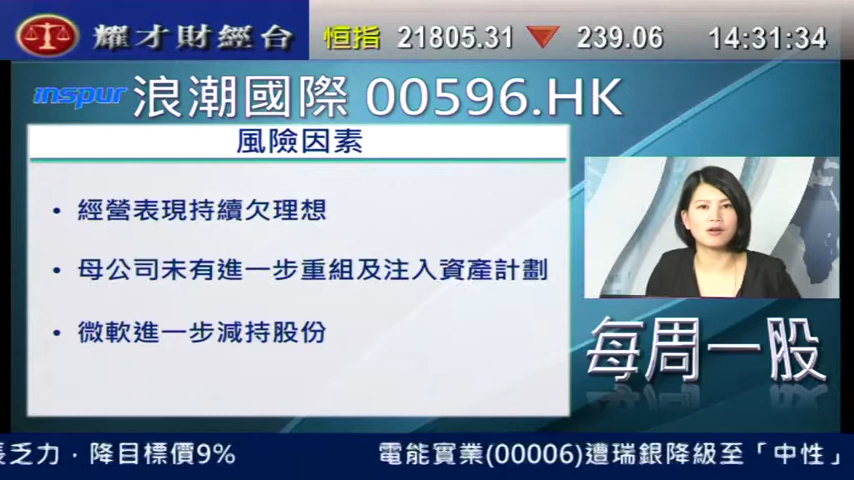 耀才財經台
恒指 21805.31 239.06 14:31:34
inspur 浪潮國際 00596.HK
風險因素
• 經營表現持續欠理想
• 母公司未有進一步重組及注入資產計劃
• 微軟進一步減持股份
每周一股
乏力，降目標價9% 電能實業(00006)遭瑞銀降級至「中性」